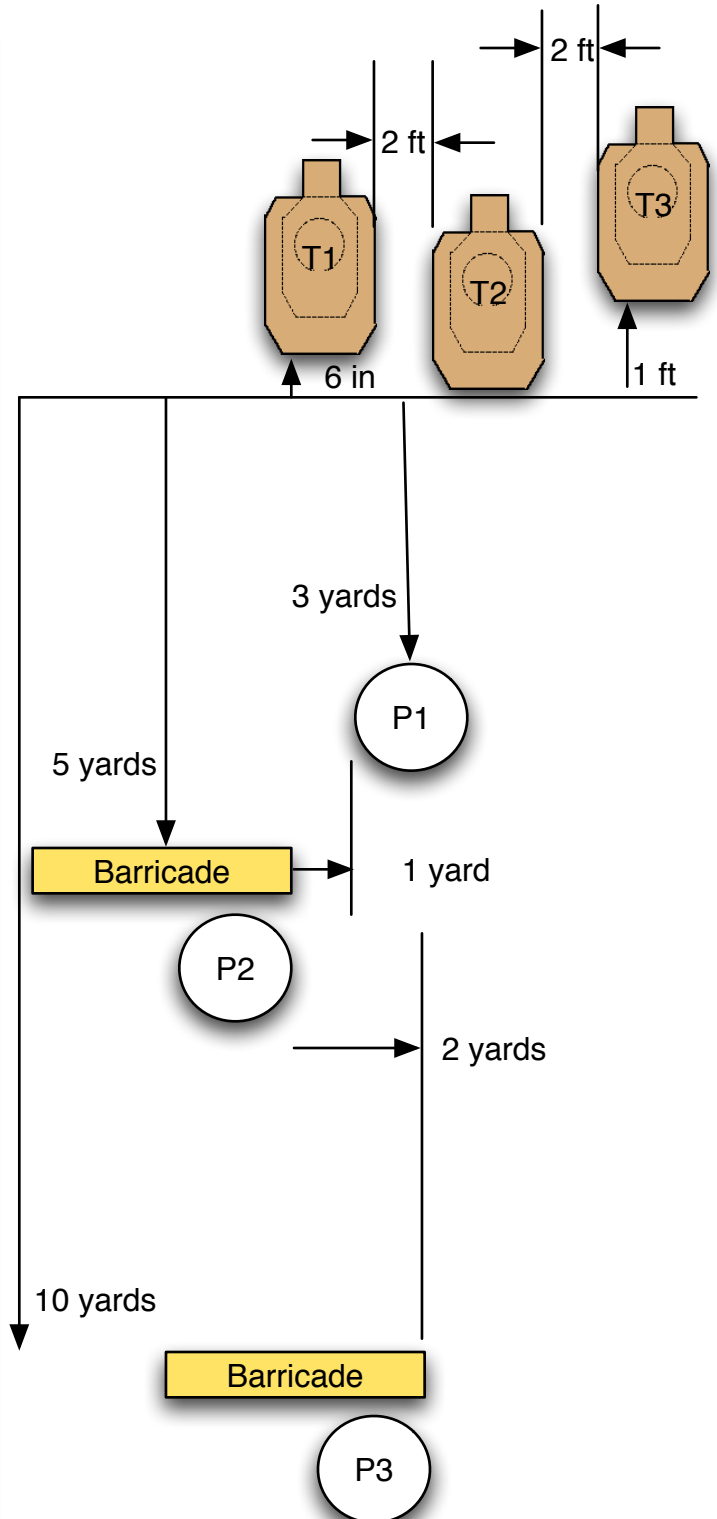 2 ft
2 ft
T1
T2
T3
6 in
1 ft
3 yards
P1
5 yards
Barricade
1 yard
P2
2 yards
10 yards
Barricade
P3